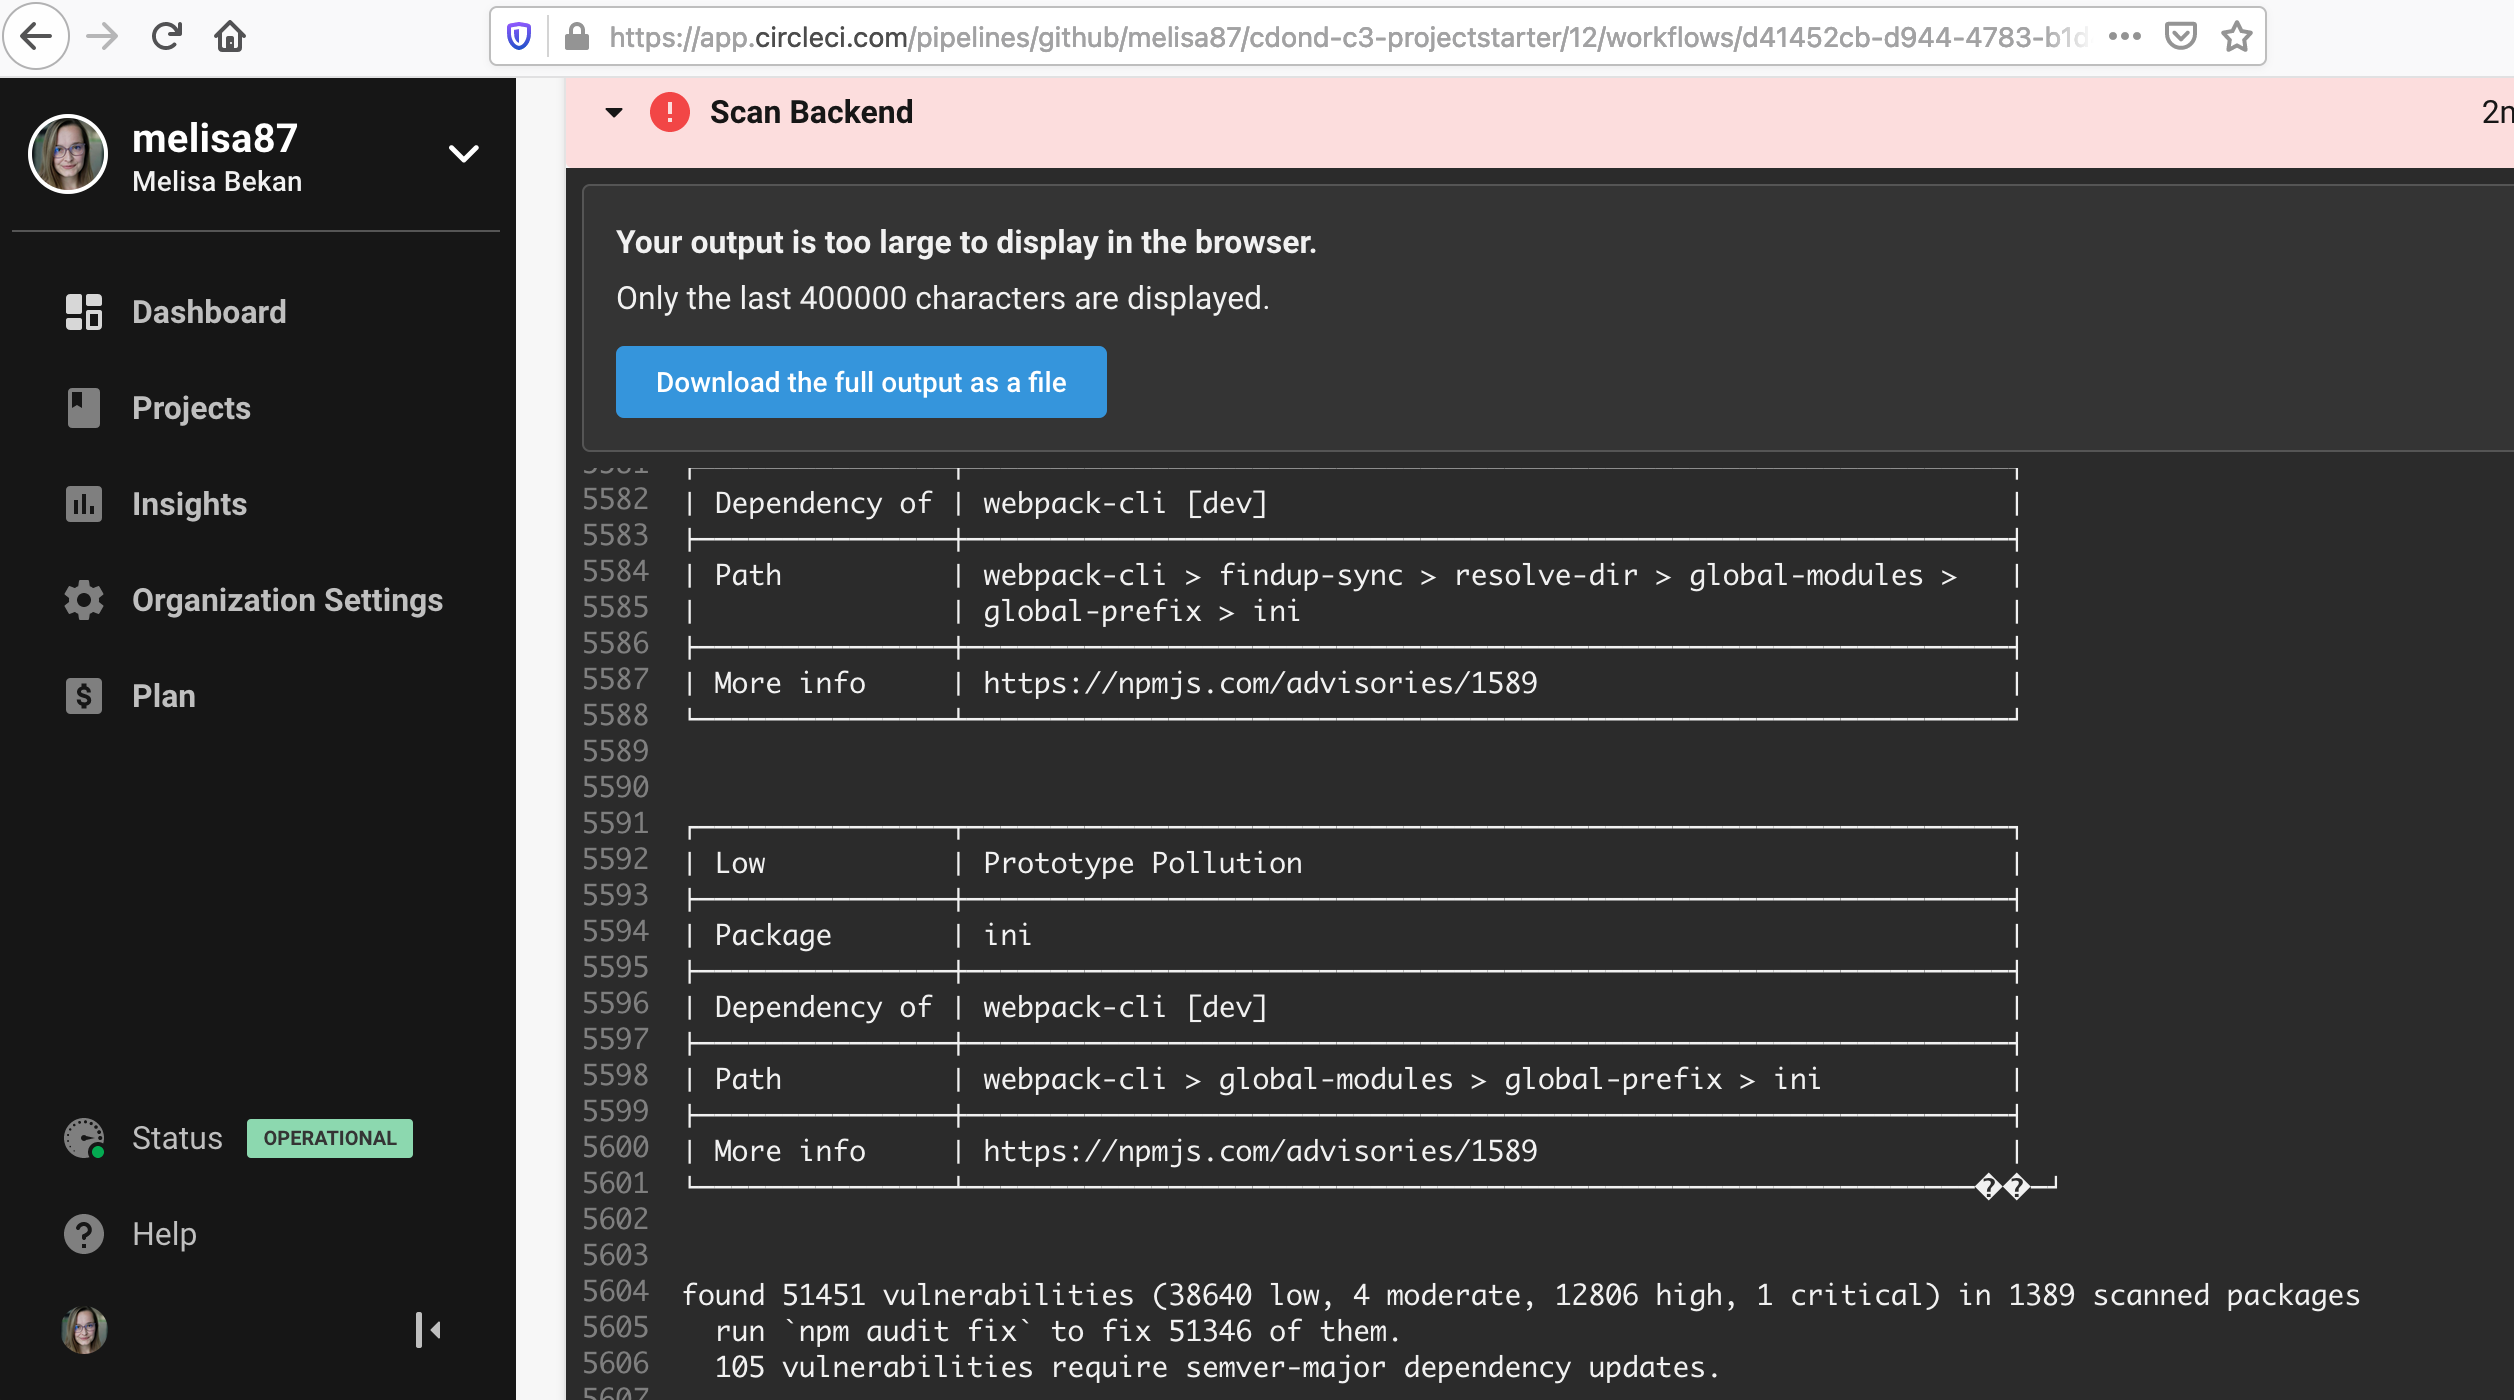 https://app.circleci.com/pipelines/github/melisa87/cdond-c3-projectstarter/12/workflows/d41452cb-d944-4783-b1d
melisa87
Melisa Bekan
Dashboard
Projects
Insights
Organization Settings
Plan
Status OPERATIONAL
Help
Scan Backend
Your output is too large to display in the browser.
Only the last 400000 characters are displayed.
Download the full output as a file
5581
5582 | Dependency of | webpack-cli [dev] |
5583
5584 | Path | webpack-cli > findup-sync > resolve-dir > global-modules > |
5585 | | global-prefix > ini |
5586
5587 | More info | https://npmjs.com/advisories/1589 |
5588
5589
5590
5591
5592 | Low | Prototype Pollution |
5593
5594 | Package | ini |
5595
5596 | Dependency of | webpack-cli [dev] |
5597
5598 | Path | webpack-cli > global-modules > global-prefix > ini |
5599
5600 | More info | https://npmjs.com/advisories/1589 |
5601 ��
5602
5603
5604 found 51451 vulnerabilities (38640 low, 4 moderate, 12806 high, 1 critical) in 1389 scanned packages
5605 run `npm audit fix` to fix 51346 of them.
5606 105 vulnerabilities require semver-major dependency updates.
5607